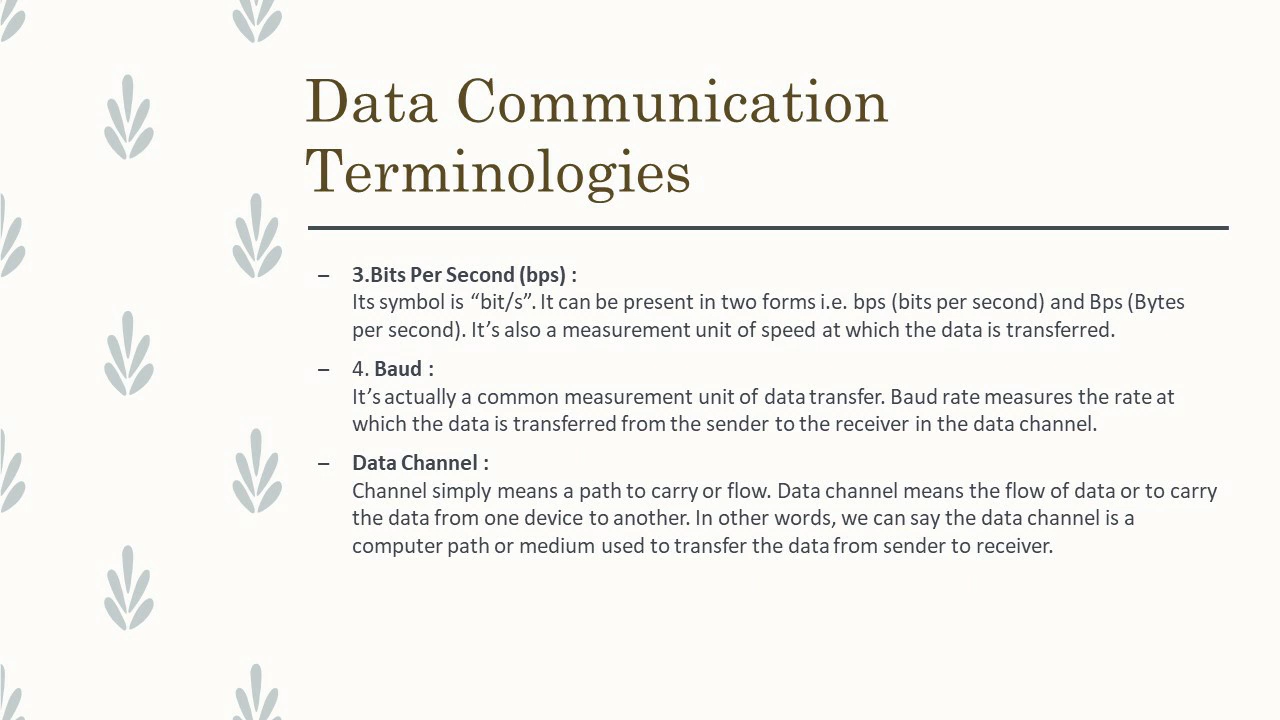 Data Communication
Terminologies
– 3.Bits Per Second (bps) :
Its symbol is “bit/s”. It can be present in two forms i.e. bps (bits per second) and Bps (Bytes
per second). It’s also a measurement unit of speed at which the data is transferred.
– 4. Baud :
It’s actually a common measurement unit of data transfer. Baud rate measures the rate at
which the data is transferred from the sender to the receiver in the data channel.
– Data Channel :
Channel simply means a path to carry or flow. Data channel means the flow of data or to carry
the data from one device to another. In other words, we can say the data channel is a
computer path or medium used to transfer the data from sender to receiver.